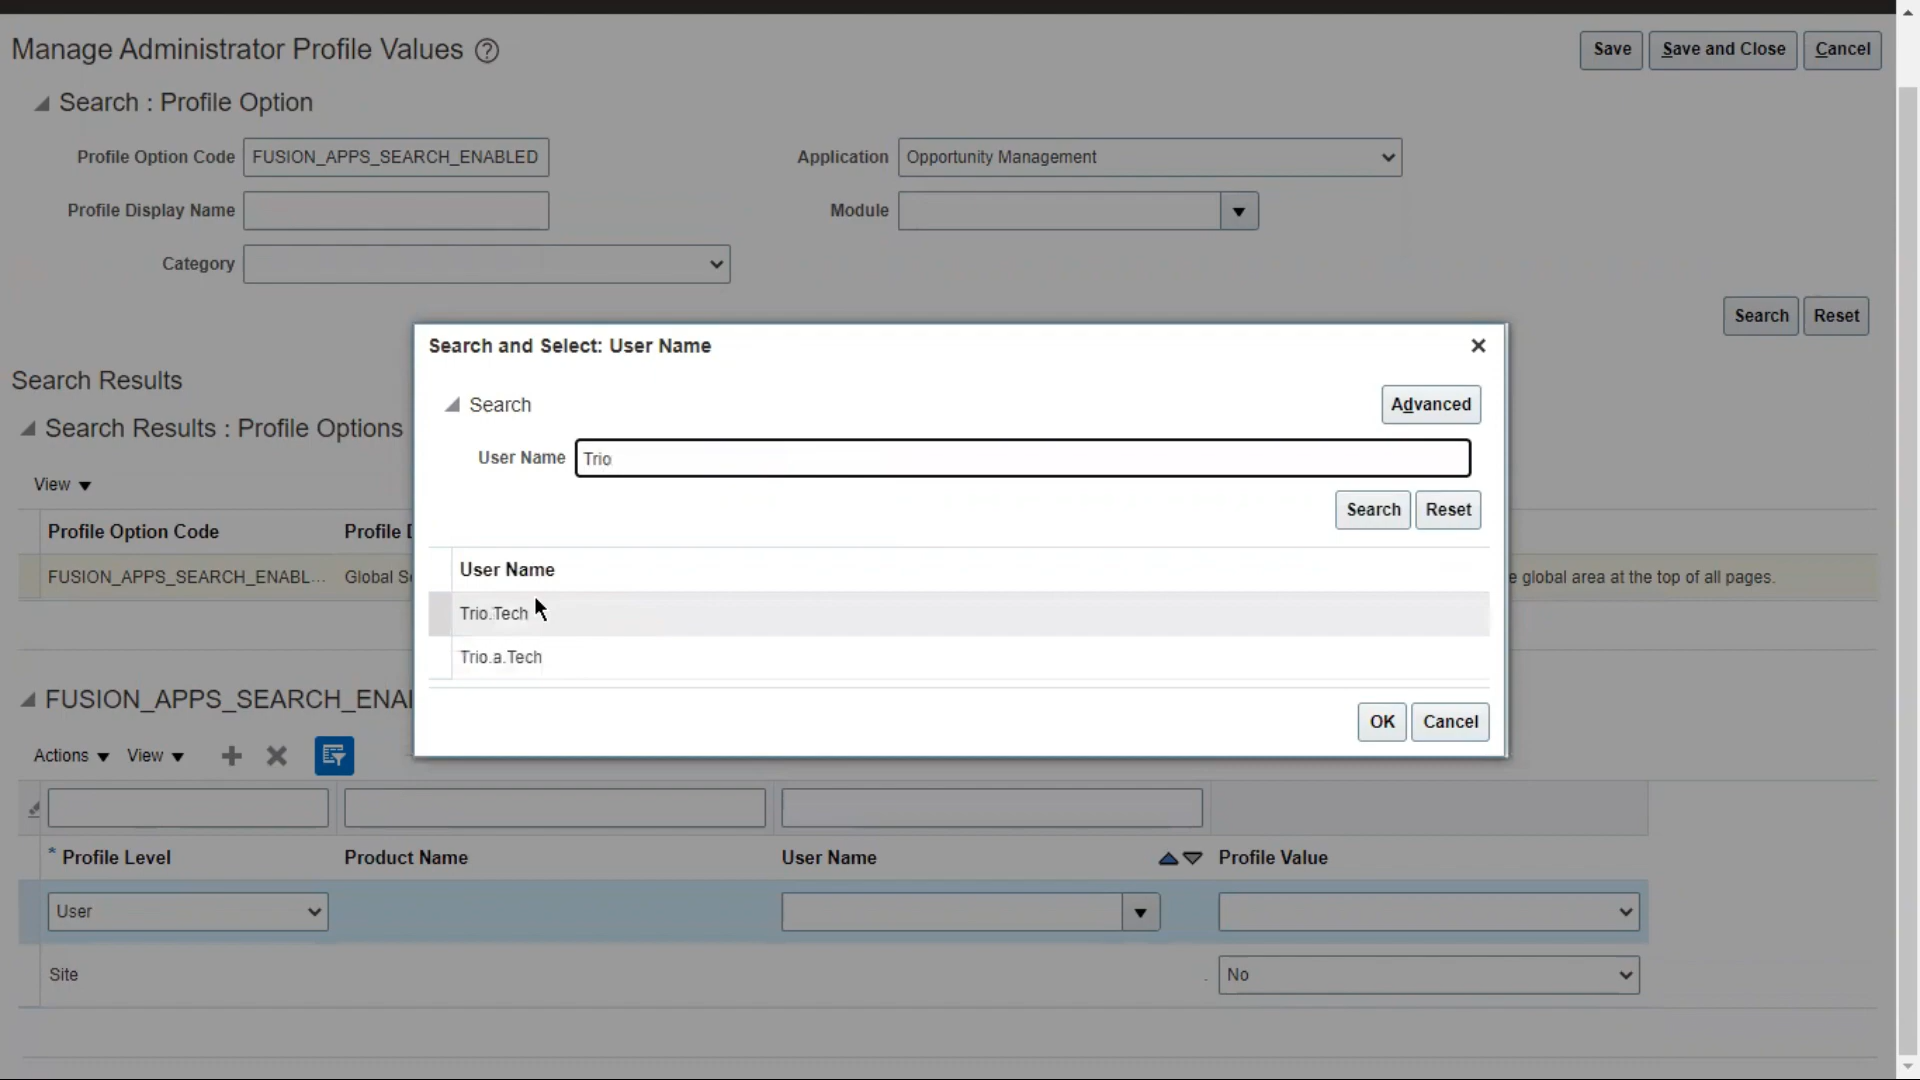 Manage Administrator Profile Values ?
Save Save and Close Cancel
Search : Profile Option
Profile Option Code FUSION_APPS_SEARCH_ENABLED Application Opportunity Management
Profile Display Name Module
Category
Search Reset
Search and Select: User Name
Search Results
Search Advanced
Search Results : Profile Options
User Name Trio
View
Search Reset
Profile Option Code Profile
User Name
FUSION_APPS_SEARCH_ENABL... Global global area at the top of all pages.
Trio.Tech
Trio.a.Tech
FUSION_APPS_SEARCH_ENA
OK Cancel
Actions View
* Profile Level Product Name User Name Profile Value
User
Site No